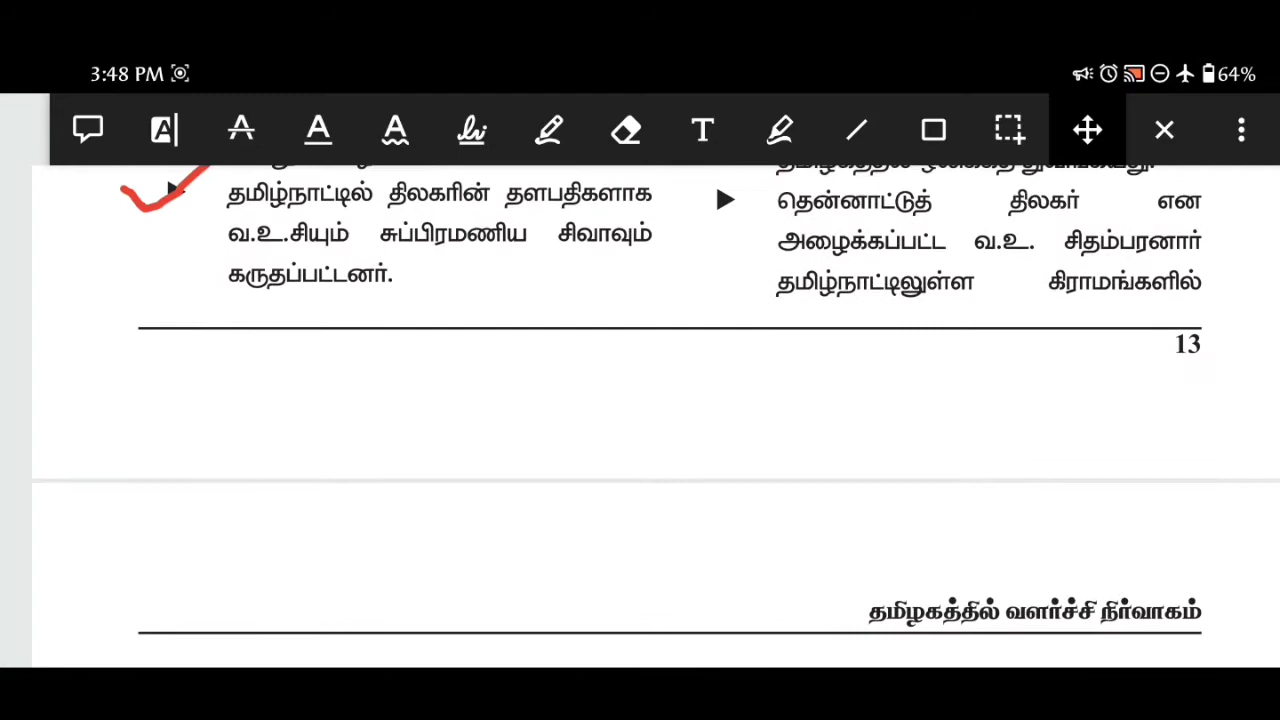 3:48 PM
64%
T
தமிழ்நாட்டில் திலகரின் தளபதிகளாக
வ.உ.சியும் சுப்பிரமணிய சிவாவும்
கருதப்பட்டனர்.
தென்னாட்டுத் திலகர் என
அழைக்கப்பட்ட வ.உ. சிதம்பரனார்
தமிழ்நாட்டிலுள்ள கிராமங்களில்
13
தமிழகத்தில் வளர்ச்சி நிர்வாகம்